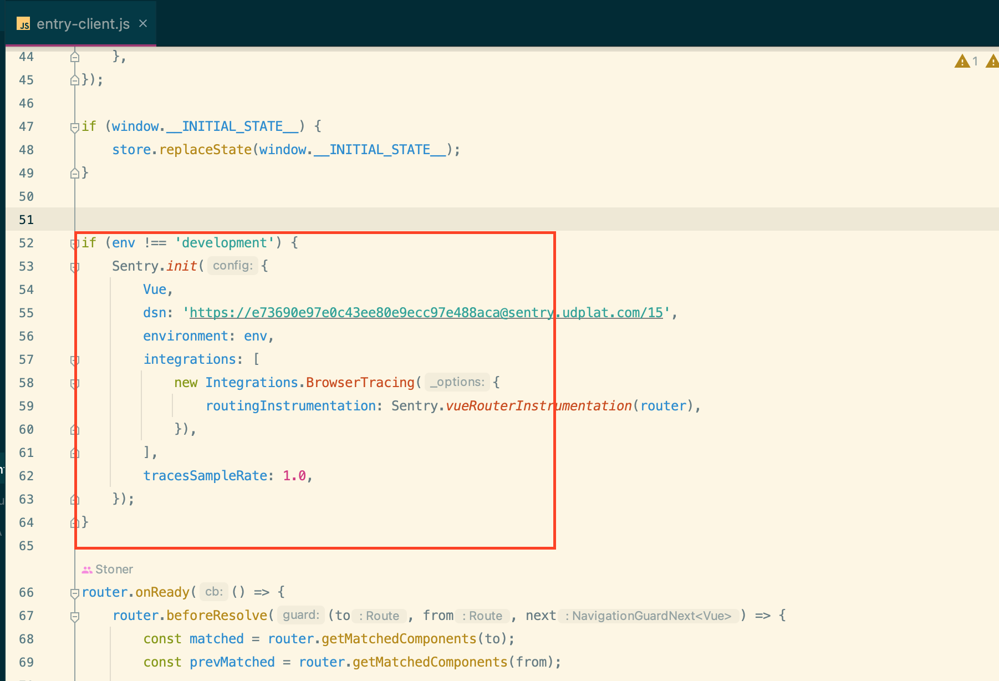 entry-client.js
44 },
45 });
46
47 if (window.__INITIAL_STATE__) {
48 store.replaceState(window.__INITIAL_STATE__);
49 }
50
51
52 if (env !== 'development') {
53 Sentry.init( config: {
54 Vue,
55 dsn: 'https://e73690e97e0c43ee80e9ecc97e488aca@sentry.udplat.com/15',
56 environment: env,
57 integrations: [
58 new Integrations.BrowserTracing( _options: {
59 routingInstrumentation: Sentry.vueRouterInstrumentation(router),
60 }),
61 ],
62 tracesSampleRate: 1.0,
63 });
64 }
65
Stoner
66 router.onReady( cb: () => {
67 router.beforeResolve( guard: (to : Route , from : Route , next : NavigationGuardNext<Vue> ) => {
68 const matched = router.getMatchedComponents(to);
69 const prevMatched = router.getMatchedComponents(from);
1